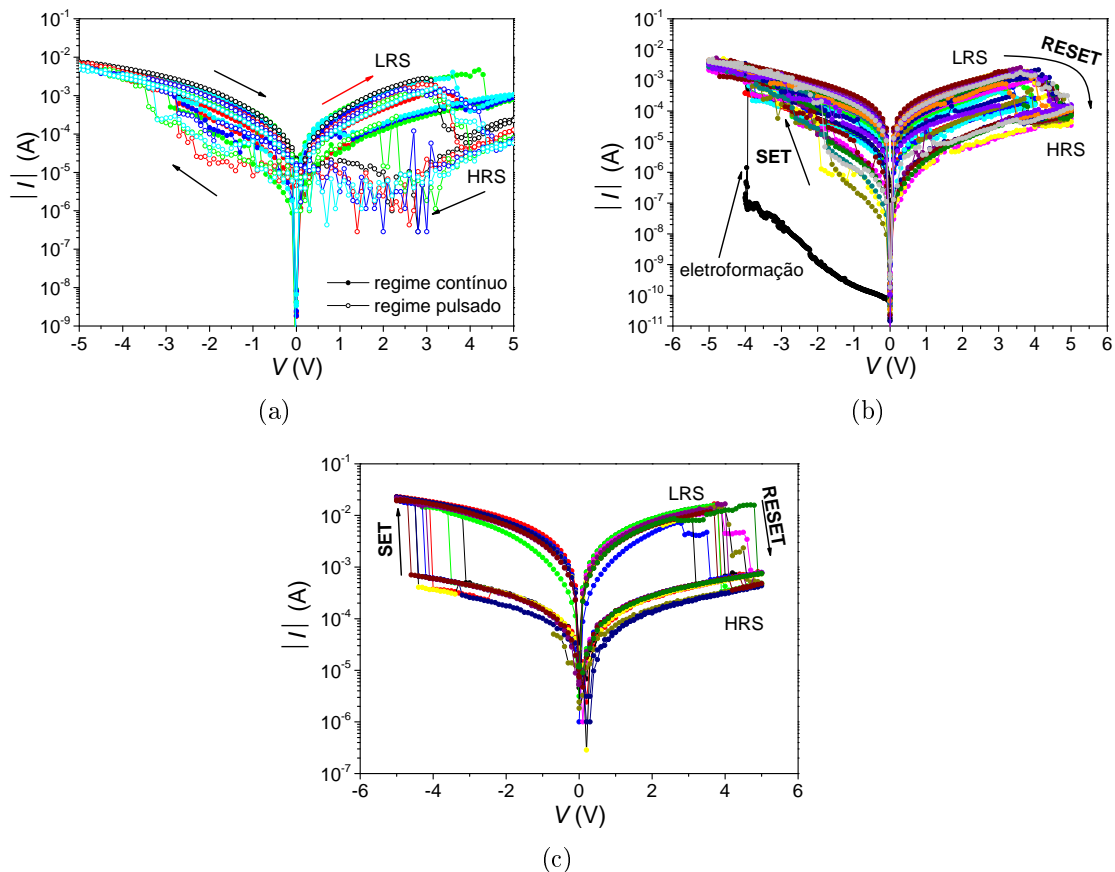 10^-1
10^-2
10^-3
10^-4
10^-5
10^-6
10^-7
10^-8
10^-9
| I | (A)
LRS
HRS
regime contínuo
regime pulsado
-5 -4 -3 -2 -1 0 1 2 3 4 5
V (V)
(a)
10^-1
10^-2
10^-3
10^-4
10^-5
10^-6
10^-7
10^-8
10^-9
10^-10
10^-11
| I | (A)
LRS
RESET
HRS
SET
eletroformação
-6 -5 -4 -3 -2 -1 0 1 2 3 4 5 6
V (V)
(b)
10^-1
10^-2
10^-3
10^-4
10^-5
10^-6
10^-7
| I | (A)
SET
LRS
RESET
HRS
-6 -4 -2 0 2 4 6
V (V)
(c)